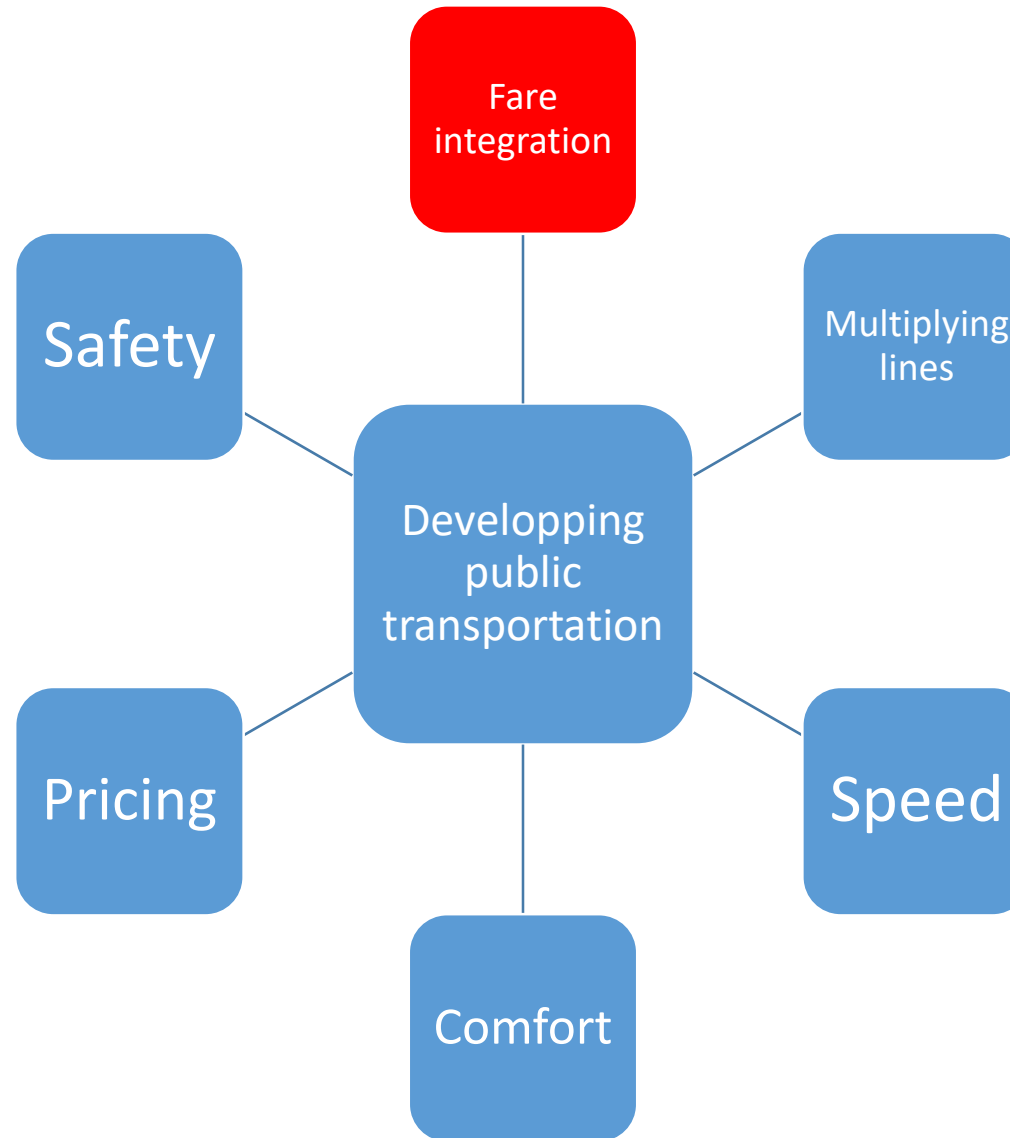 Fare
integration
Safety
Multiplying
lines
Developping
public
transportation
Pricing
Speed
Comfort